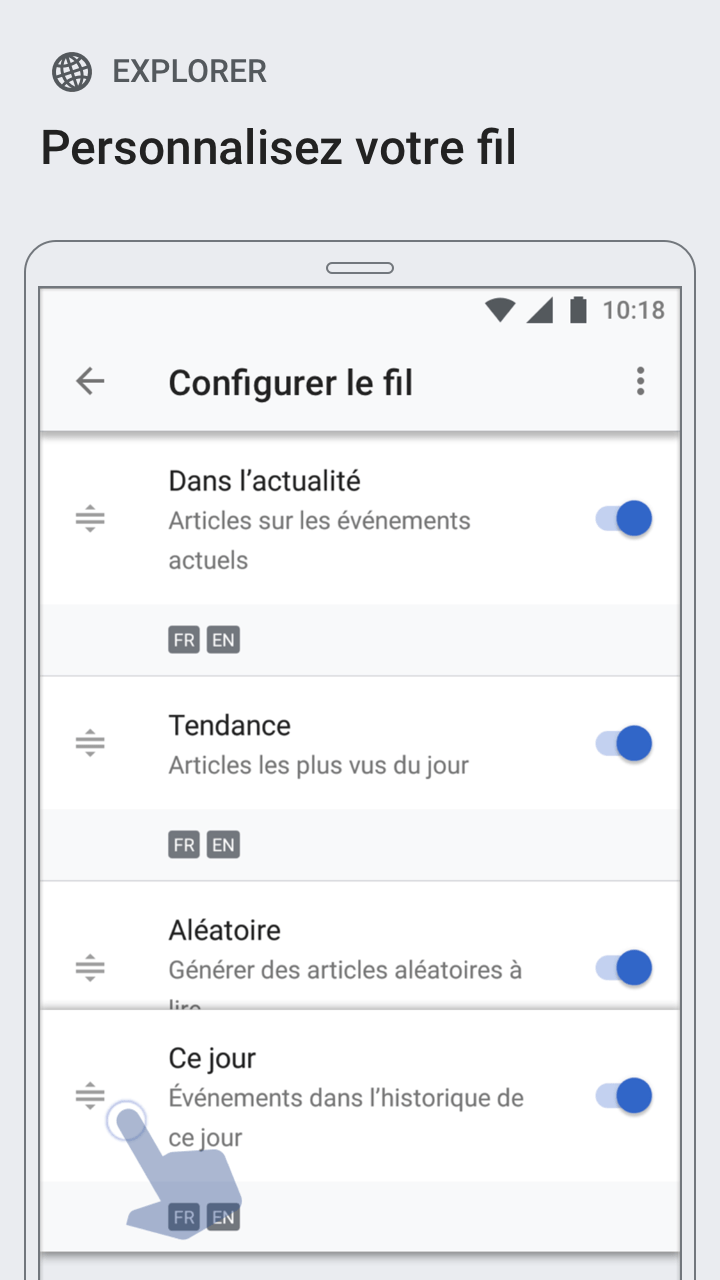 EXPLORER
Personnalisez votre fil
10:18
Configurer le fil
Dans l’actualité
Articles sur les événements
actuels
FR EN
Tendance
Articles les plus vus du jour
FR EN
Aléatoire
Générer des articles aléatoires à
lire
Ce jour
Événements dans l’historique de
ce jour
FR EN